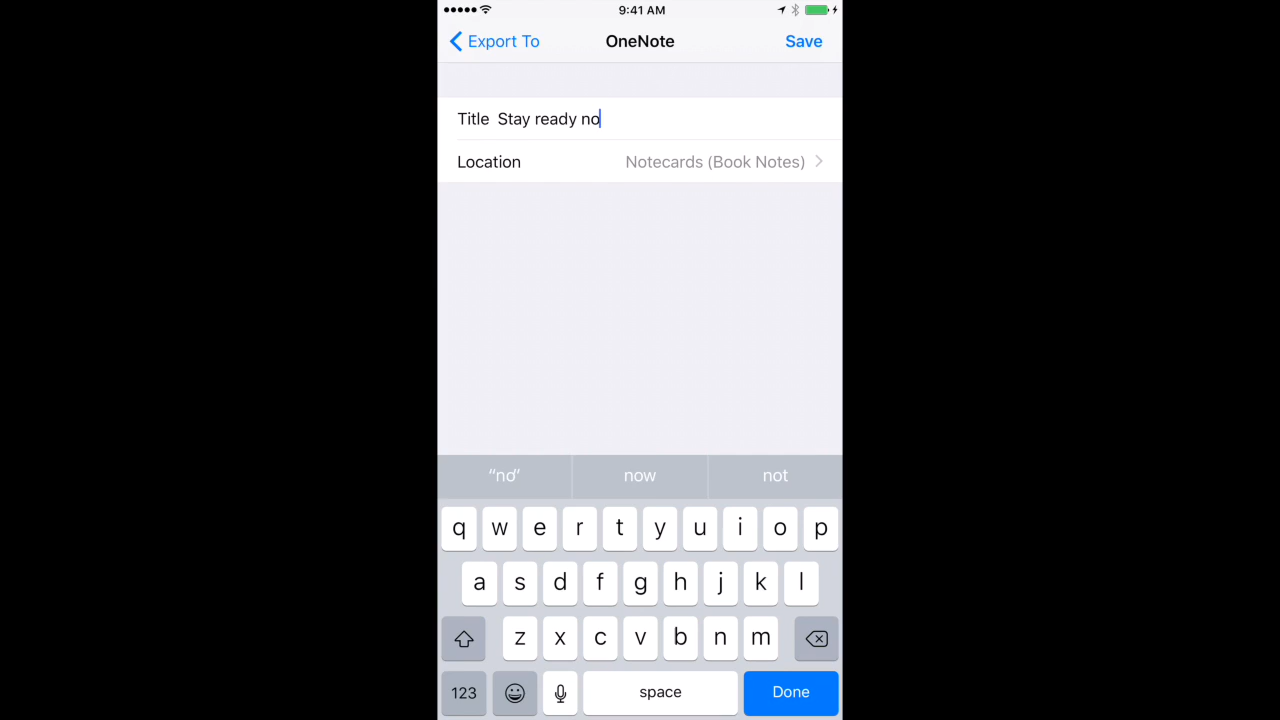 9:41 AM
Export To OneNote Save
Title Stay ready no
Location Notecards (Book Notes)
“no” now not
q w e r t y u i o p
a s d f g h j k l
z x c v b n m
123 space Done